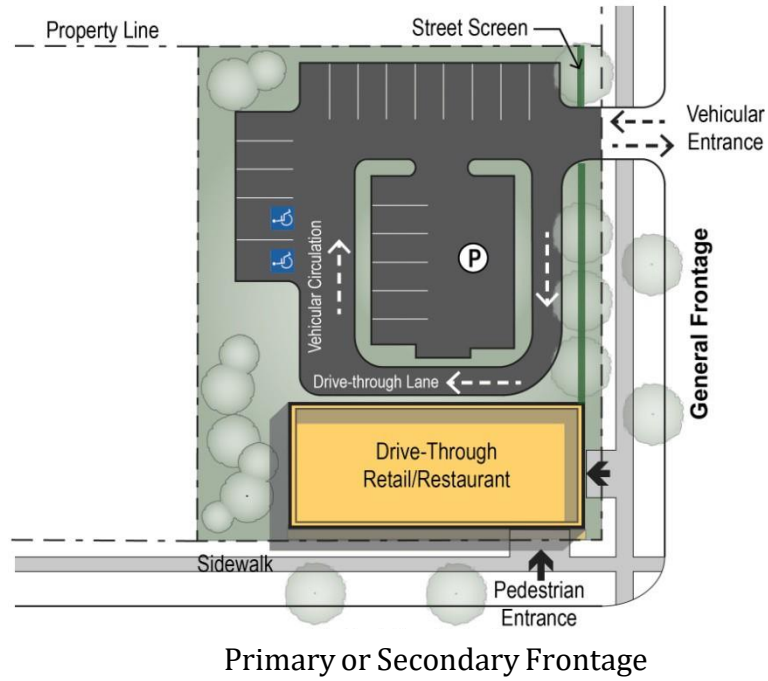 Property Line
Street Screen
Vehicular
Entrance
Vehicular Circulation
P
General Frontage
Drive-through Lane
Drive-Through
Retail/Restaurant
Sidewalk
Pedestrian
Entrance
Primary or Secondary Frontage